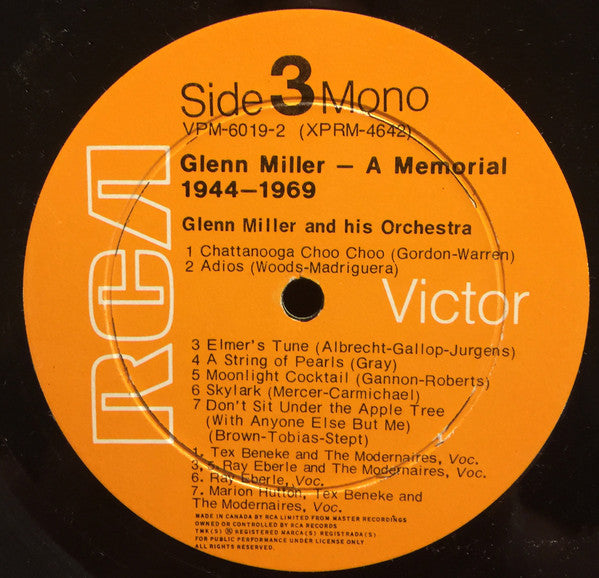 Side 3 Mono
VPM-6019-2 (XPRM-4642)
Glenn Miller – A Memorial
1944–1969
Glenn Miller and his Orchestra
1 Chattanooga Choo Choo (Gordon-Warren)
2 Adios (Woods-Madriguera)
RCA
Victor
3 Elmer's Tune (Albrecht-Gallop-Jurgens)
4 A String of Pearls (Gray)
5 Moonlight Cocktail (Gannon-Roberts)
6 Skylark (Mercer-Carmichael)
7 Don't Sit Under the Apple Tree
(With Anyone Else But Me)
(Brown-Tobias-Stept)
1. Tex Beneke and The Modernaires, Voc.
3, 5. Ray Eberle and The Modernaires, Voc.
6. Ray Eberle, Voc.
7. Marion Hutton, Tex Beneke and
The Modernaires, Voc.
MADE IN CANADA BY RCA LIMITED FROM MASTER RECORDINGS
OWNED OR CONTROLLED BY RCA RECORDS
TMK(S) ® REGISTERED MARCA(S) REGISTRADA(S)
FOR PUBLIC PERFORMANCE UNDER LICENSE ONLY
ALL RIGHTS RESERVED.